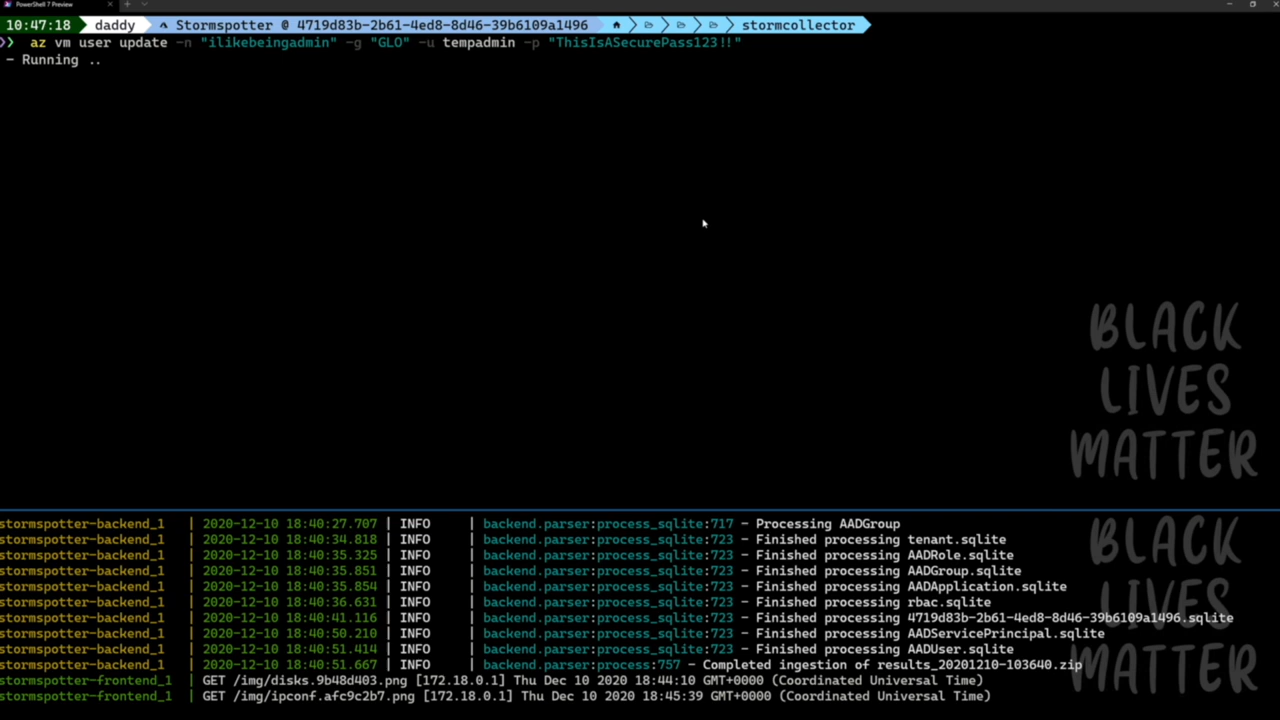 PowerShell 7 Preview
10:47:18 daddy Stormspotter @ 4719d83b-2b61-4ed8-8d46-39b6109a1496 stormcollector
❯ az vm user update -n "ilikebeingadmin" -g "GLO" -u tempadmin -p "ThisIsASecurePass123!!"
- Running ..
BLACK
LIVES
MATTER
stormspotter-backend_1 | 2020-12-10 18:40:27.707 | INFO | backend.parser:process_sqlite:717 - Processing AADGroup
stormspotter-backend_1 | 2020-12-10 18:40:34.818 | INFO | backend.parser:process_sqlite:723 - Finished processing tenant.sqlite
stormspotter-backend_1 | 2020-12-10 18:40:35.325 | INFO | backend.parser:process_sqlite:723 - Finished processing AADRole.sqlite
stormspotter-backend_1 | 2020-12-10 18:40:35.851 | INFO | backend.parser:process_sqlite:723 - Finished processing AADGroup.sqlite
stormspotter-backend_1 | 2020-12-10 18:40:35.854 | INFO | backend.parser:process_sqlite:723 - Finished processing AADApplication.sqlite
stormspotter-backend_1 | 2020-12-10 18:40:36.631 | INFO | backend.parser:process_sqlite:723 - Finished processing rbac.sqlite
stormspotter-backend_1 | 2020-12-10 18:40:41.116 | INFO | backend.parser:process_sqlite:723 - Finished processing 4719d83b-2b61-4ed8-8d46-39b6109a1496.sqlite
stormspotter-backend_1 | 2020-12-10 18:40:50.210 | INFO | backend.parser:process_sqlite:723 - Finished processing AADServicePrincipal.sqlite
stormspotter-backend_1 | 2020-12-10 18:40:51.414 | INFO | backend.parser:process_sqlite:723 - Finished processing AADUser.sqlite
stormspotter-backend_1 | 2020-12-10 18:40:51.667 | INFO | backend.parser:process:757 - Completed ingestion of results_20201210-103640.zip
stormspotter-frontend_1 | GET /img/disks.9b48d403.png [172.18.0.1] Thu Dec 10 2020 18:44:10 GMT+0000 (Coordinated Universal Time)
stormspotter-frontend_1 | GET /img/ipconf.afc9c2b7.png [172.18.0.1] Thu Dec 10 2020 18:45:39 GMT+0000 (Coordinated Universal Time)
BLACK
LIVES
MATTER